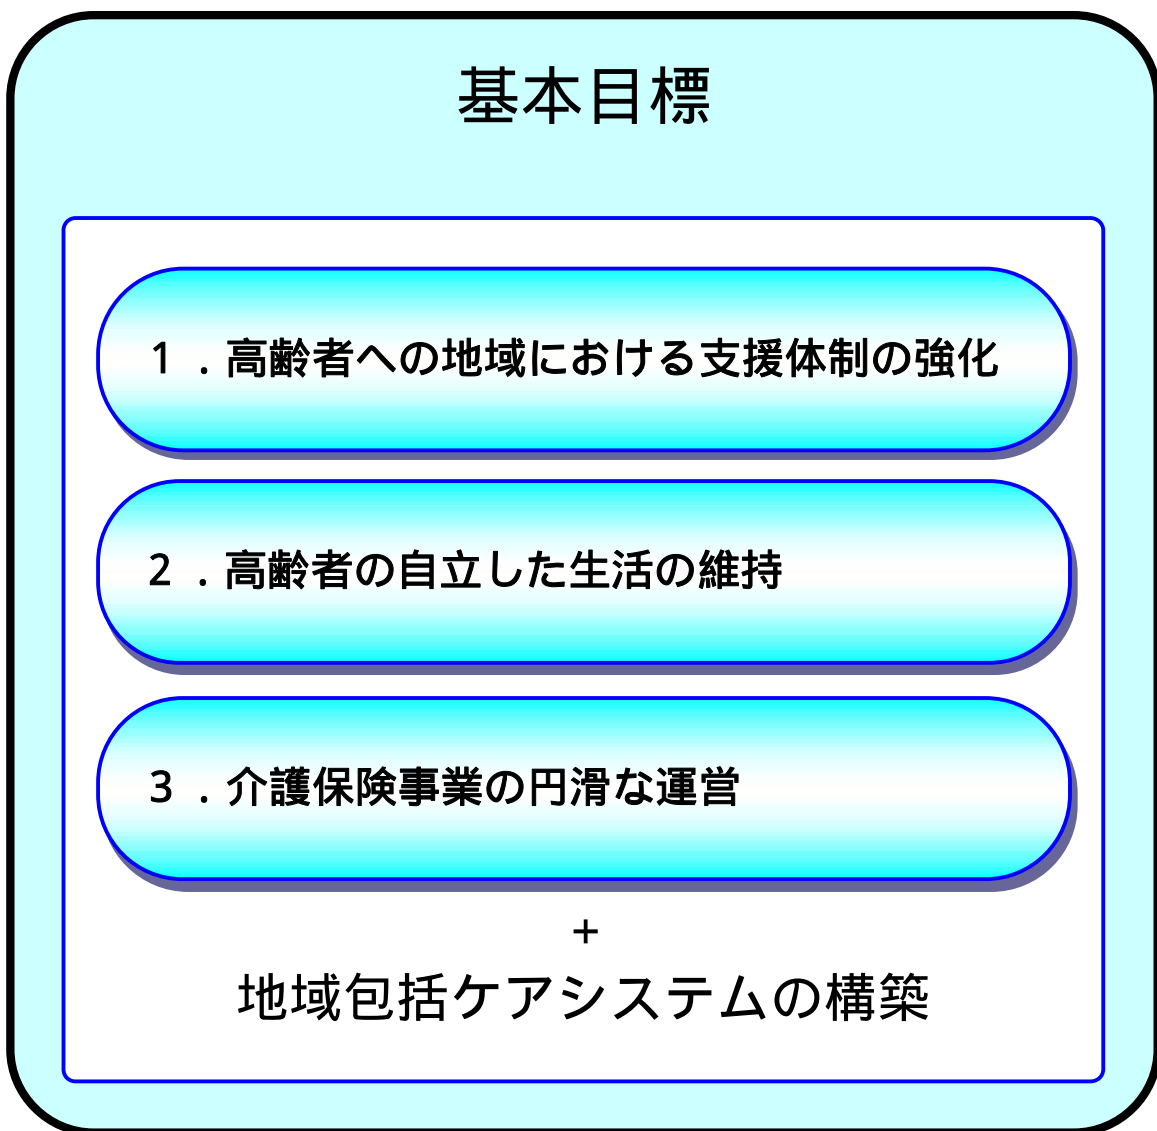 基本目標
１．高齢者への地域における支援体制の強化
２．高齢者の自立した生活の維持
３．介護保険事業の円滑な運営
+
地域包括ケアシステムの構築